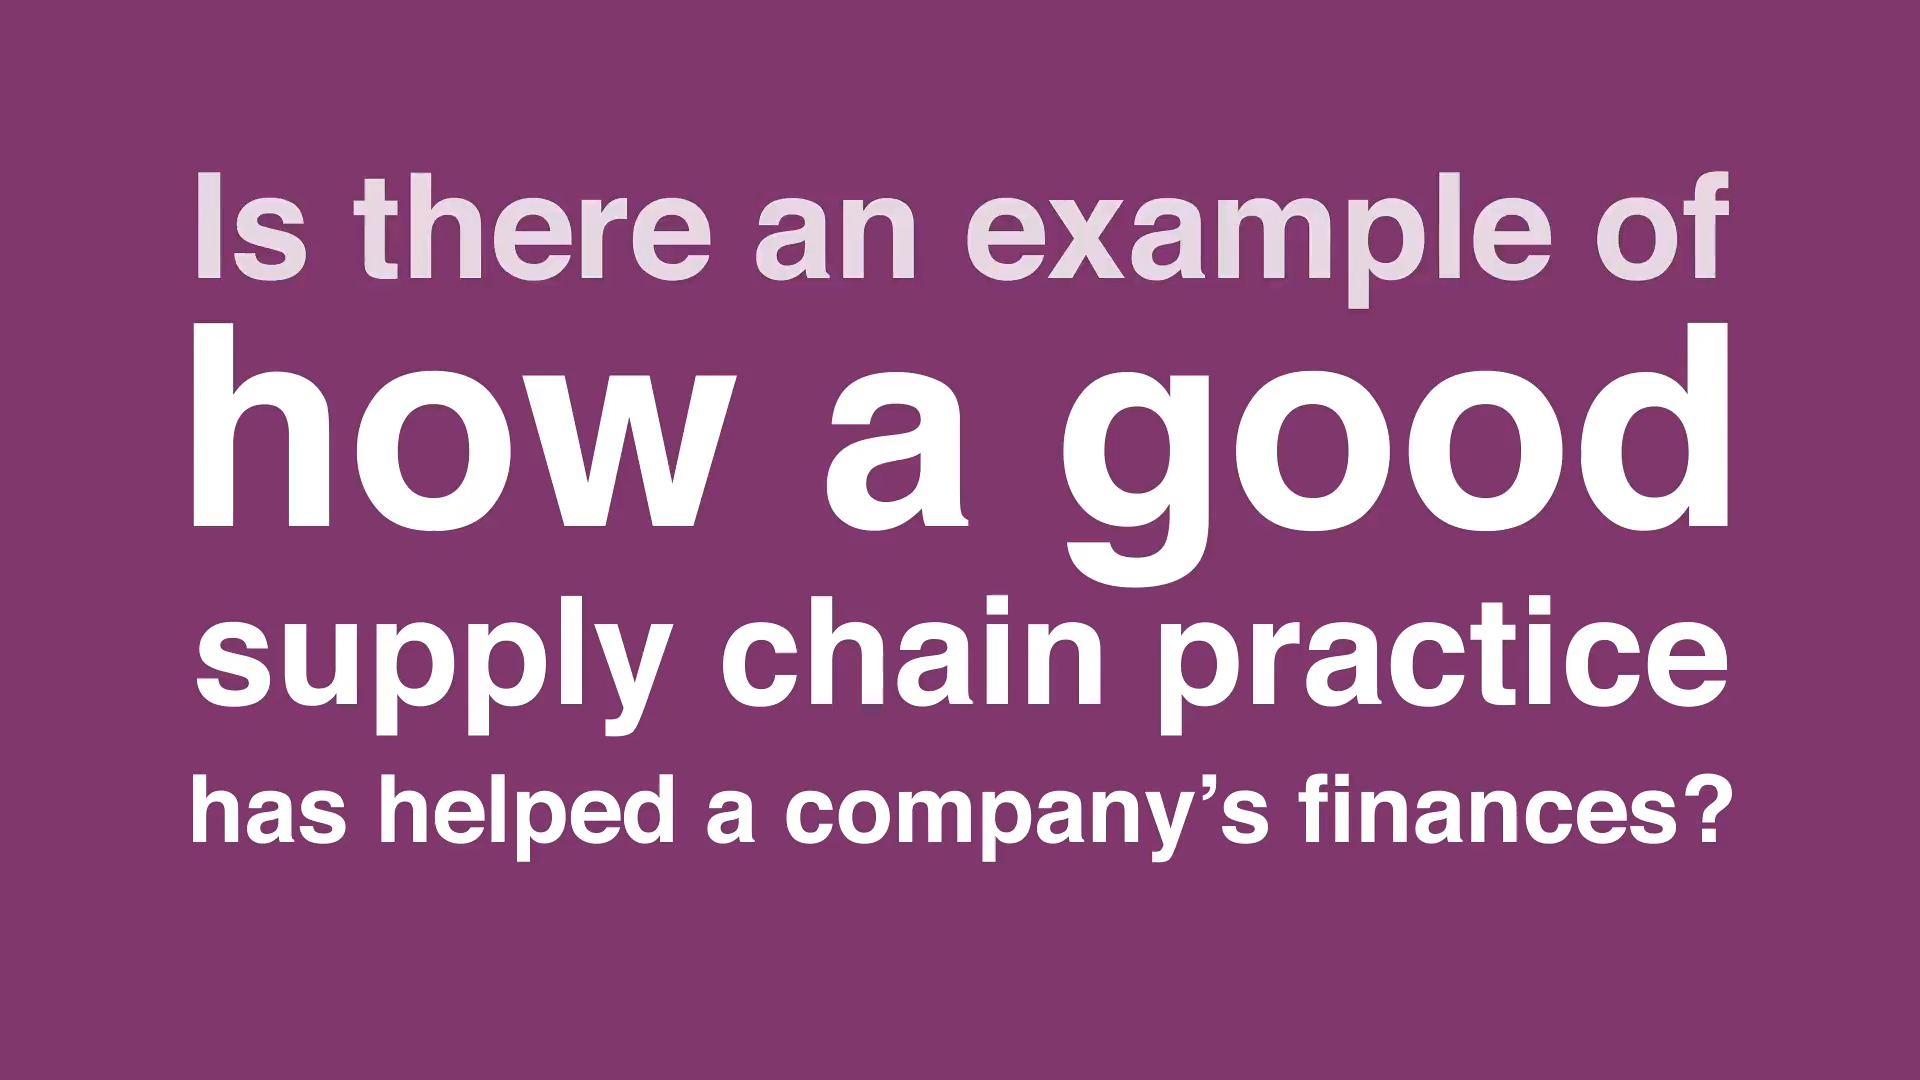 Is there an example of
how a good
supply chain practice
has helped a company’s finances?